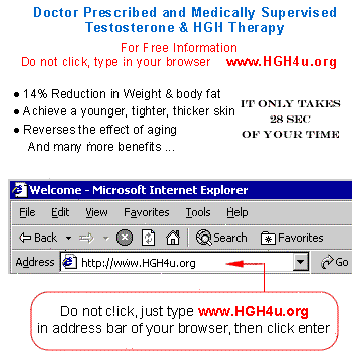 Doctor Prescribed and Medically Supervised
Testosterone & HGH Therapy
For Free Information
Do not click, type in your browser www.HGH4u.org
• 14% Reduction in Weight & body fat
• Achieve a younger, tighter, thicker skin
• Reverses the effect of aging
And many more benefits ...
IT ONLY TAKES
28 SEC
OF YOUR TIME
Welcome - Microsoft Internet Explorer
File Edit View Favorites Tools Help
Back Search Favorites
Address http://www.HGH4u.org Go
Do not click, just type www.HGH4u.org
in address bar of your browser, then click enter